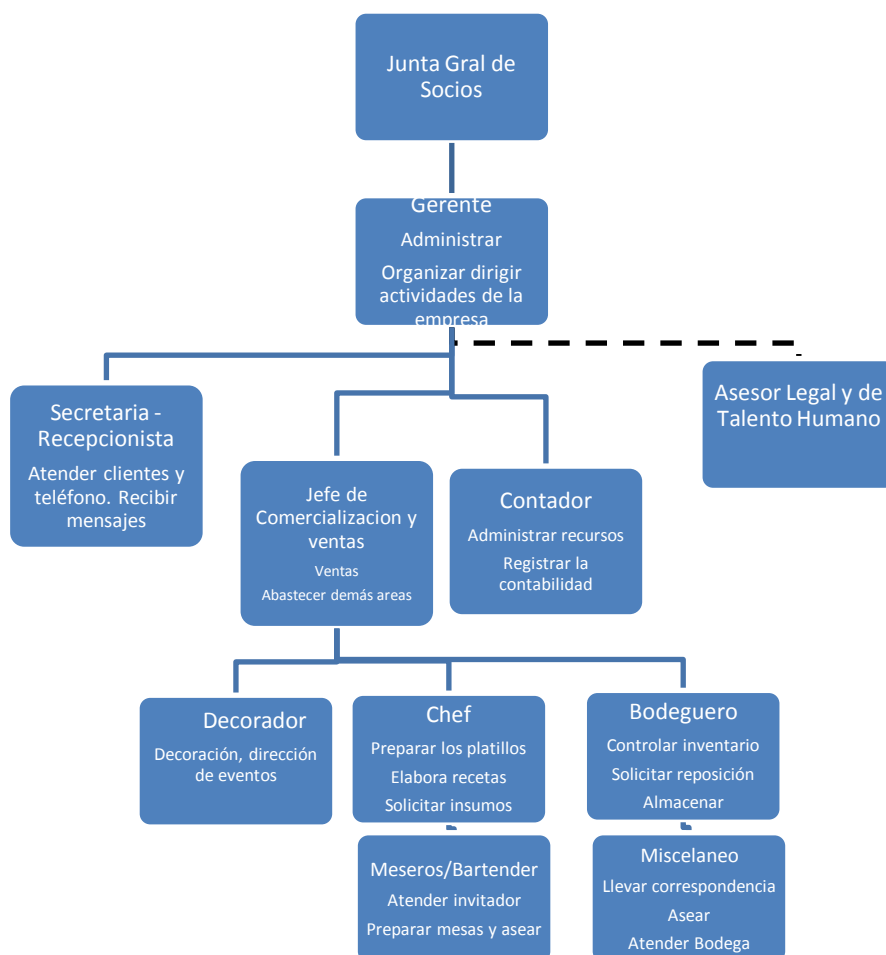 Junta Gral de
Socios
Gerente
Administrar
Organizar dirigir
actividades de la
empresa
Secretaria -
Recepcionista
Atender clientes y
teléfono. Recibir
mensajes
Asesor Legal y de
Talento Humano
Jefe de
Comercializacion y
ventas
Ventas
Abastecer demás areas
Contador
Administrar recursos
Registrar la
contabilidad
Decorador
Decoración, dirección
de eventos
Chef
Preparar los platillos
Elabora recetas
Solicitar insumos
Bodeguero
Controlar inventario
Solicitar reposición
Almacenar
Meseros/Bartender
Atender invitador
Preparar mesas y asear
Miscelaneo
Llevar correspondencia
Asear
Atender Bodega